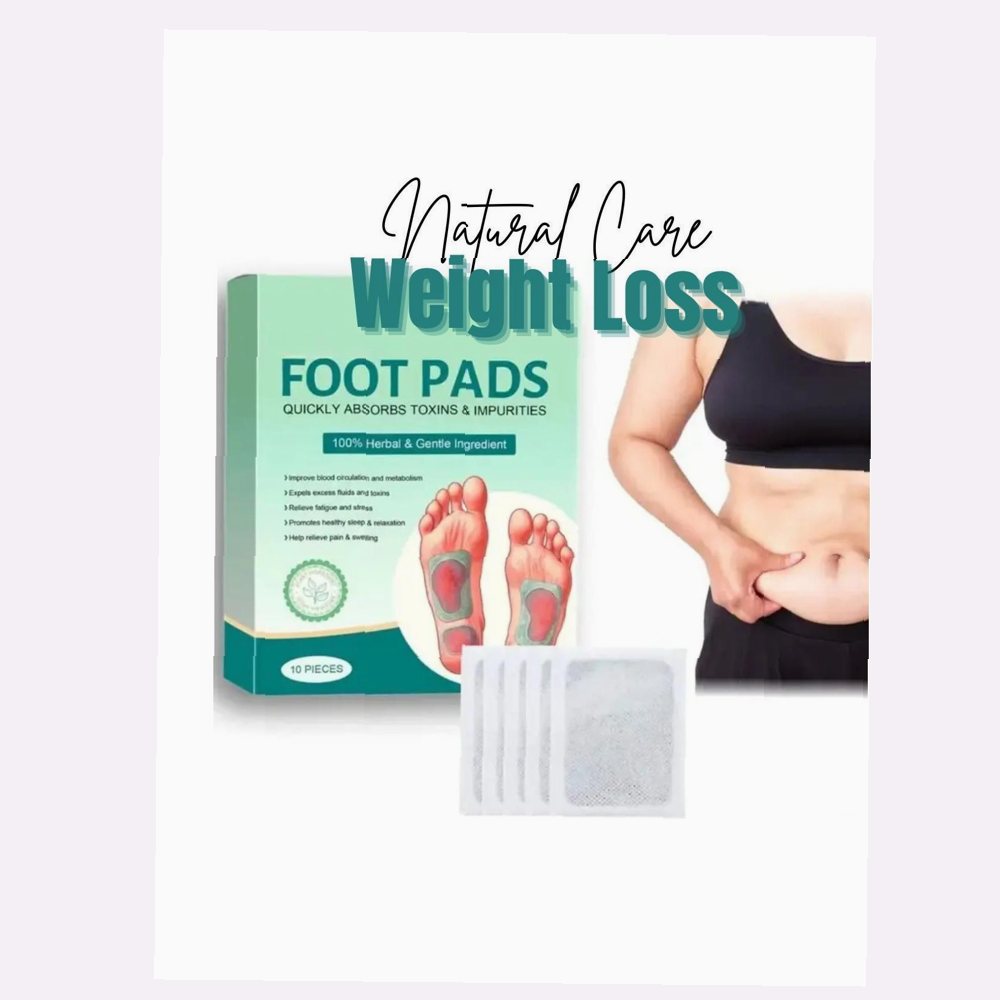 Natural Care
Weight Loss
FOOT PADS
QUICKLY ABSORBS TOXINS & IMPURITIES
100% Herbal & Gentle Ingredient
Improve blood circulation and metabolism
Expels excess fluids and toxins
Relieve fatigue and stress
Promotes healthy sleep & relaxation
Help relieve pain & swelling
10 PIECES